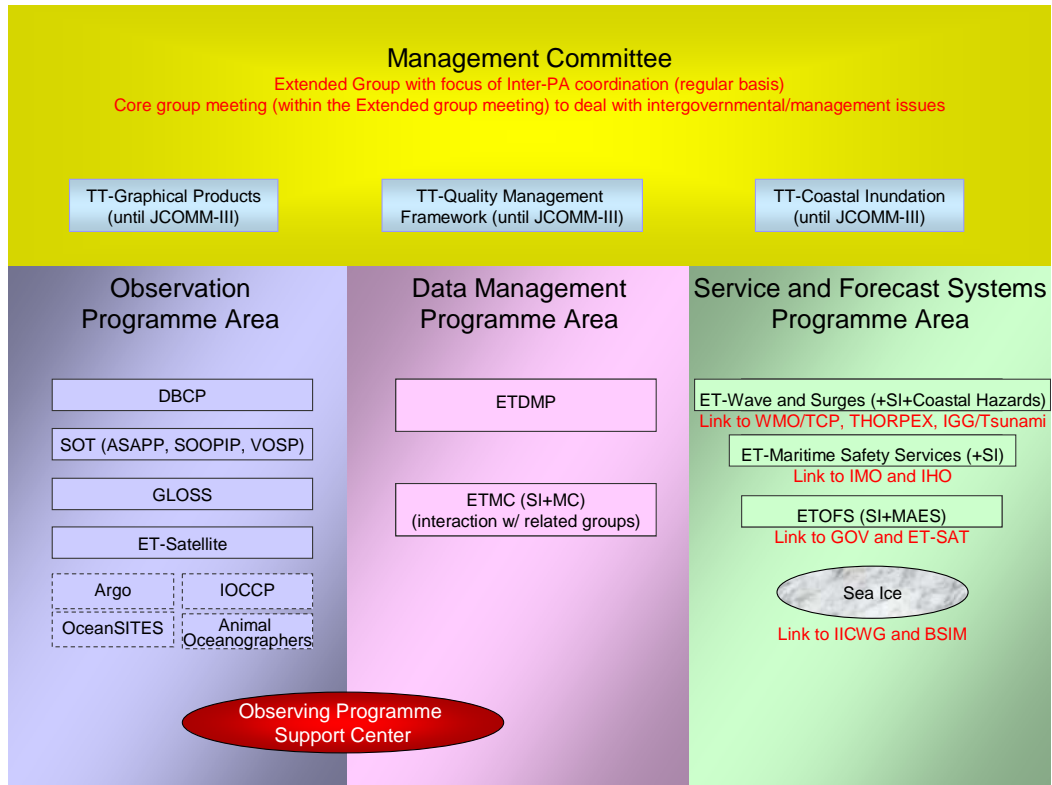 Management Committee
Extended Group with focus of Inter-PA coordination (regular basis)
Core group meeting (within the Extended group meeting) to deal with intergovernmental/management issues
TT-Graphical Products
(until JCOMM-III)
TT-Quality Management
Framework (until JCOMM-III)
TT-Coastal Inundation
(until JCOMM-III)
Observation
Programme Area
DBCP
SOT (ASAPP, SOOPIP, VOSP)
GLOSS
ET-Satellite
Argo
IOCCP
OceanSITES
Animal
Oceanographers
Data Management
Programme Area
ETDMP
ETMC (SI+MC)
(interaction w/ related groups)
Service and Forecast Systems
Programme Area
ET-Wave and Surges (+SI+Coastal Hazards)
Link to WMO/TCP, THORPEX, IGG/Tsunami
ET-Maritime Safety Services (+SI)
Link to IMO and IHO
ETOFS (SI+MAES)
Link to GOV and ET-SAT
Sea Ice
Link to IICWG and BSIM
Observing Programme
Support Center